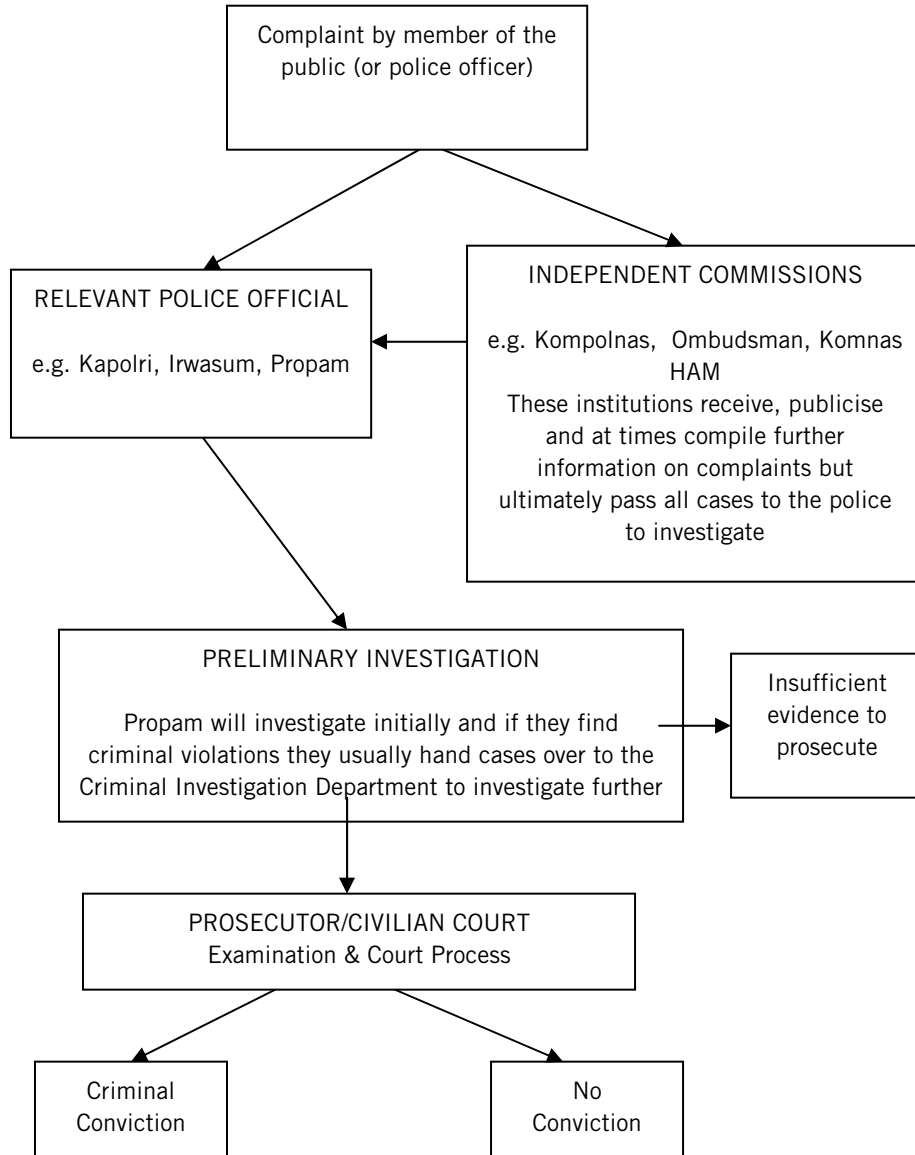 Complaint by member of the
public (or police officer)
RELEVANT POLICE OFFICIAL
e.g. Kapolri, Irwasum, Propam
INDEPENDENT COMMISSIONS
e.g. Kompolnas, Ombudsman, Komnas
HAM
These institutions receive, publicise
and at times compile further
information on complaints but
ultimately pass all cases to the police
to investigate
PRELIMINARY INVESTIGATION
Propam will investigate initially and if they find
criminal violations they usually hand cases over to the
Criminal Investigation Department to investigate further
Insufficient
evidence to
prosecute
PROSECUTOR/CIVILIAN COURT
Examination & Court Process
Criminal
Conviction
No
Conviction